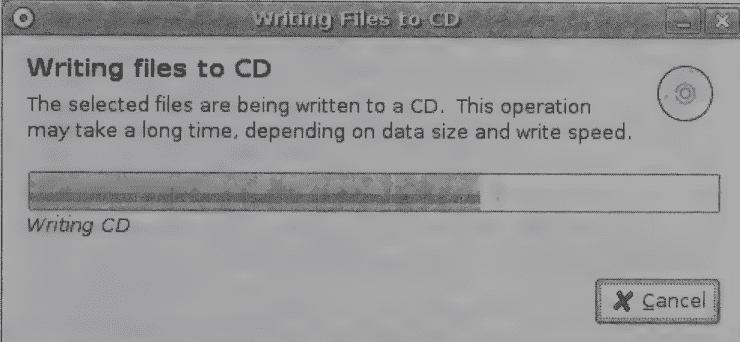 Writing Files to CD
Writing files to CD
The selected files are being written to a CD. This operation
may take a long time, depending on data size and write speed.
Writing CD
Cancel